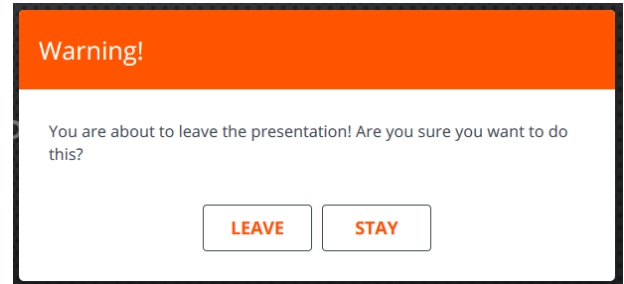 Warning!
You are about to leave the presentation! Are you sure you want to do
this?
LEAVE
STAY